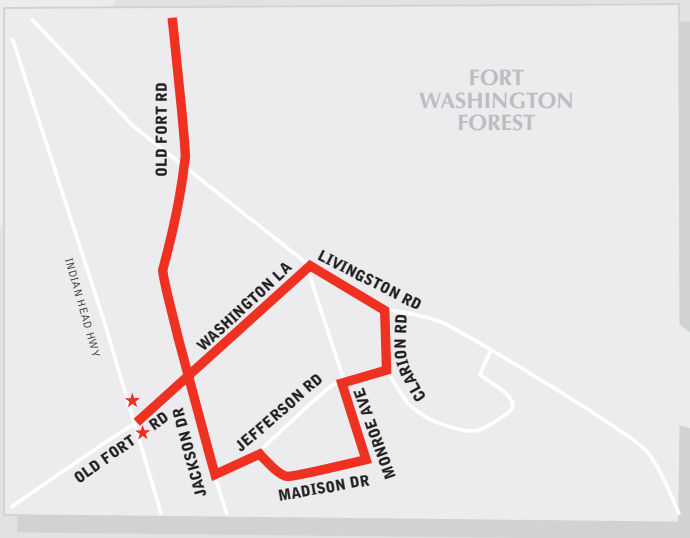 FORT
WASHINGTON
FOREST
OLD FORT RD
INDIAN HEAD HWY
WASHINGTON LA
LIVINGSTON RD
CLARION RD
JEFFERSON RD
MONROE AVE
OLD FORT RD
JACKSON DR
MADISON DR